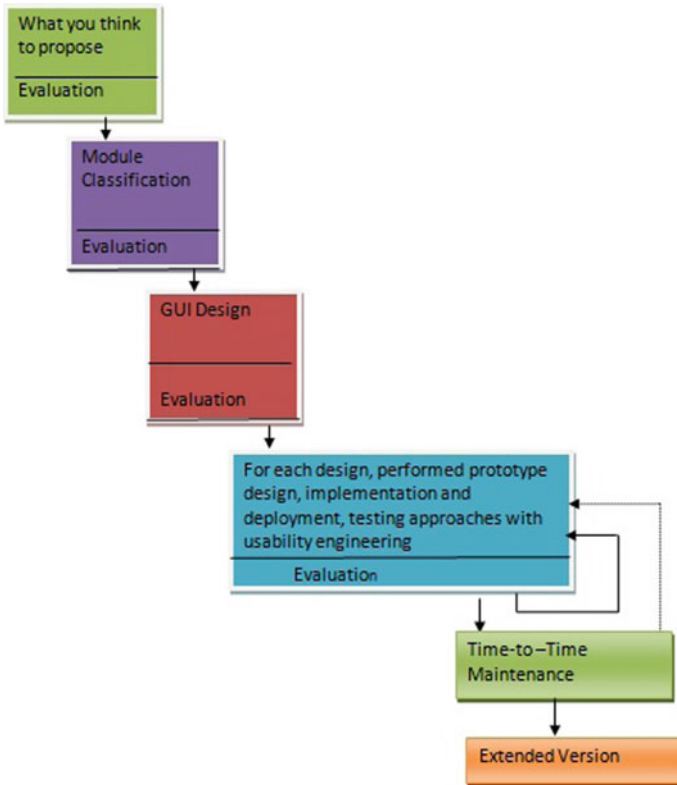 What you think
to propose
Evaluation
Module
Classification
Evaluation
GUI Design
Evaluation
For each design, performed prototype
design, implementation and
deployment, testing approaches with
usability engineering
Evaluation
Time-to –Time
Maintenance
Extended Version